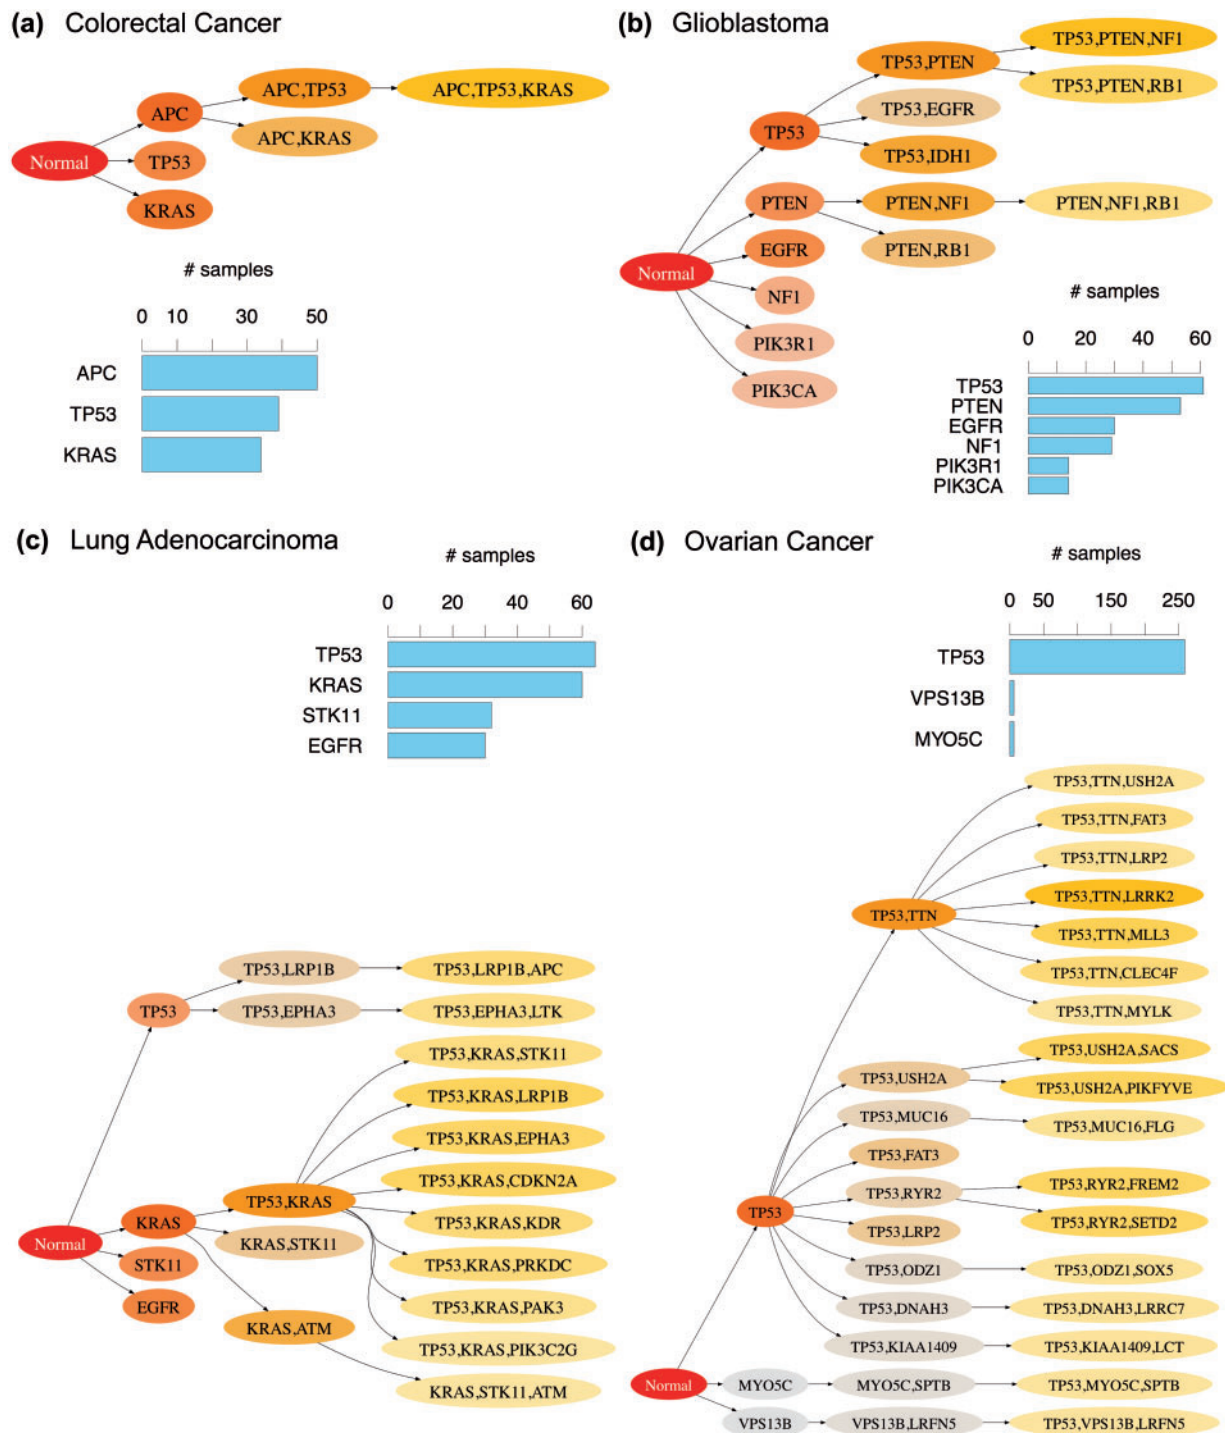 (a) Colorectal Cancer
Normal
APC
TP53
KRAS
APC,TP53
APC,KRAS
APC,TP53,KRAS
# samples
0 10 30 50
APC
TP53
KRAS
(b) Glioblastoma
Normal
TP53
PTEN
EGFR
NF1
PIK3R1
PIK3CA
TP53,PTEN
TP53,EGFR
TP53,IDH1
PTEN,NF1
PTEN,RB1
TP53,PTEN,NF1
TP53,PTEN,RB1
PTEN,NF1,RB1
# samples
0 20 40 60
TP53
PTEN
EGFR
NF1
PIK3R1
PIK3CA
(c) Lung Adenocarcinoma
# samples
0 20 40 60
TP53
KRAS
STK11
EGFR
Normal
TP53
KRAS
STK11
EGFR
TP53,LRP1B
TP53,EPHA3
TP53,KRAS
KRAS,STK11
KRAS,ATM
TP53,LRP1B,APC
TP53,EPHA3,LTK
TP53,KRAS,STK11
TP53,KRAS,LRP1B
TP53,KRAS,EPHA3
TP53,KRAS,CDKN2A
TP53,KRAS,KDR
TP53,KRAS,PRKDC
TP53,KRAS,PAK3
TP53,KRAS,PIK3C2G
KRAS,STK11,ATM
(d) Ovarian Cancer
# samples
0 50 150 250
TP53
VPS13B
MYO5C
Normal
TP53
MYO5C
VPS13B
TP53,TTN
TP53,USH2A
TP53,MUC16
TP53,FAT3
TP53,RYR2
TP53,LRP2
TP53,ODZ1
TP53,DNAH3
TP53,KIAA1409
MYO5C,SPTB
VPS13B,LRFN5
TP53,TTN,USH2A
TP53,TTN,FAT3
TP53,TTN,LRP2
TP53,TTN,LRRK2
TP53,TTN,MLL3
TP53,TTN,CLEC4F
TP53,TTN,MYLK
TP53,USH2A,SACS
TP53,USH2A,PIKFYVE
TP53,MUC16,FLG
TP53,RYR2,FREM2
TP53,RYR2,SETD2
TP53,ODZ1,SOX5
TP53,DNAH3,LRRC7
TP53,KIAA1409,LCT
TP53,MYO5C,SPTB
TP53,VPS13B,LRFN5